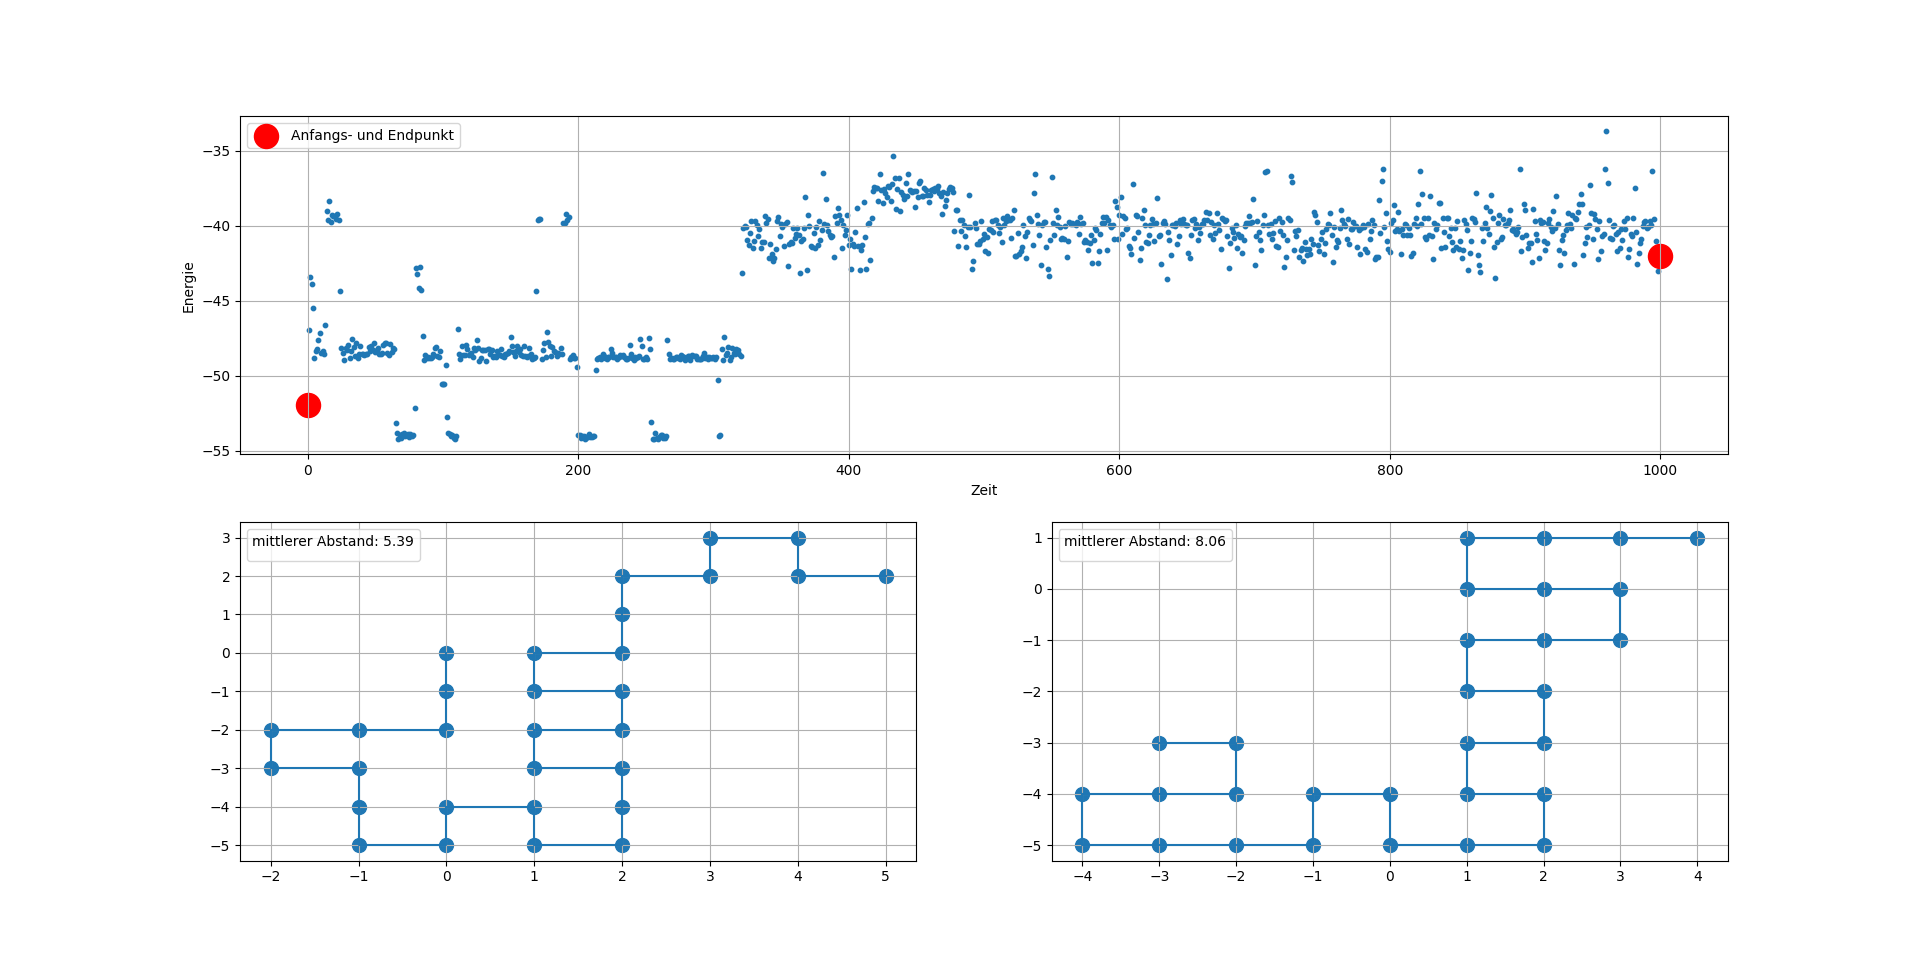 Anfangs- und Endpunkt
−35
−40
−45
−50
−55
Energie
0 200 400 600 800 1000
Zeit
mittlerer Abstand: 5.39
3
2
1
0
−1
−2
−3
−4
−5
−2 −1 0 1 2 3 4 5
mittlerer Abstand: 8.06
1
0
−1
−2
−3
−4
−5
−4 −3 −2 −1 0 1 2 3 4